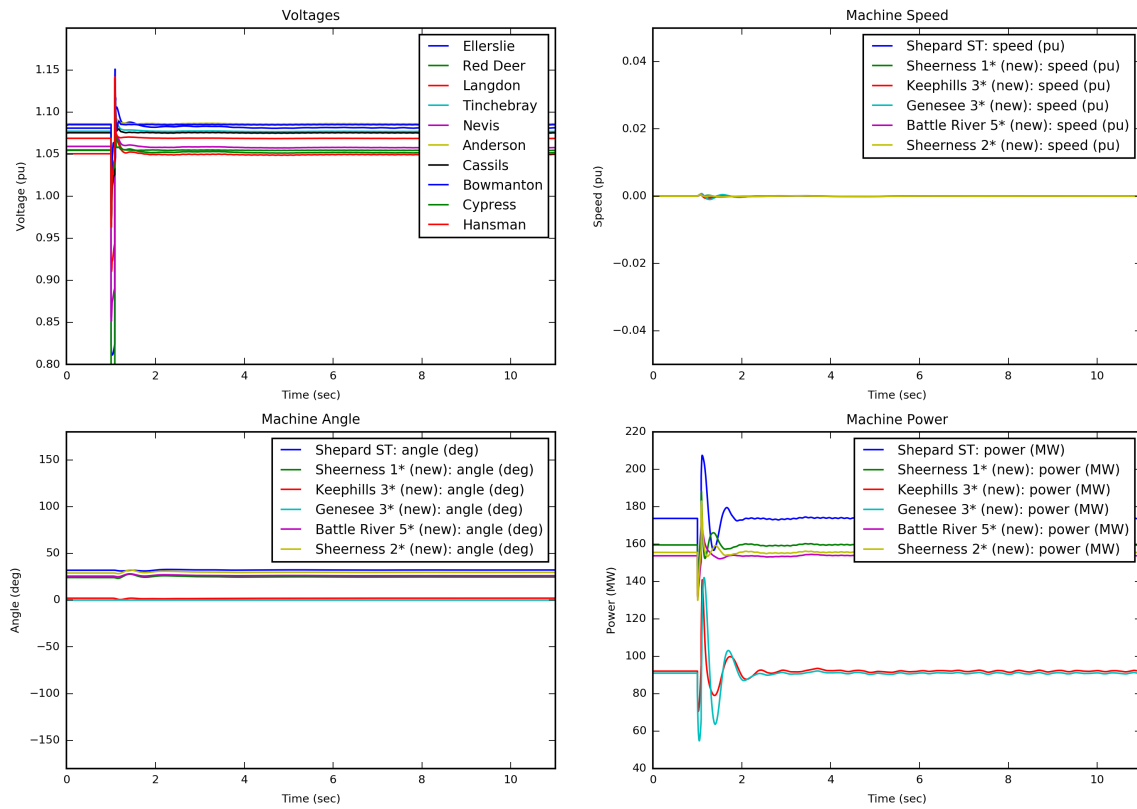 Voltages
Voltage (pu)
1.15
1.10
1.05
1.00
0.95
0.90
0.85
0.80
0 2 4 6 8 10
Time (sec)
Ellerslie
Red Deer
Langdon
Tinchebray
Nevis
Anderson
Cassils
Bowmanton
Cypress
Hansman
Machine Speed
Speed (pu)
0.04
0.02
0.00
−0.02
−0.04
0 2 4 6 8 10
Time (sec)
Shepard ST: speed (pu)
Sheerness 1* (new): speed (pu)
Keephills 3* (new): speed (pu)
Genesee 3* (new): speed (pu)
Battle River 5* (new): speed (pu)
Sheerness 2* (new): speed (pu)
Machine Angle
Angle (deg)
150
100
50
0
−50
−100
−150
0 2 4 6 8 10
Time (sec)
Shepard ST: angle (deg)
Sheerness 1* (new): angle (deg)
Keephills 3* (new): angle (deg)
Genesee 3* (new): angle (deg)
Battle River 5* (new): angle (deg)
Sheerness 2* (new): angle (deg)
Machine Power
Power (MW)
220
200
180
160
140
120
100
80
60
40
0 2 4 6 8 10
Time (sec)
Shepard ST: power (MW)
Sheerness 1* (new): power (MW)
Keephills 3* (new): power (MW)
Genesee 3* (new): power (MW)
Battle River 5* (new): power (MW)
Sheerness 2* (new): power (MW)